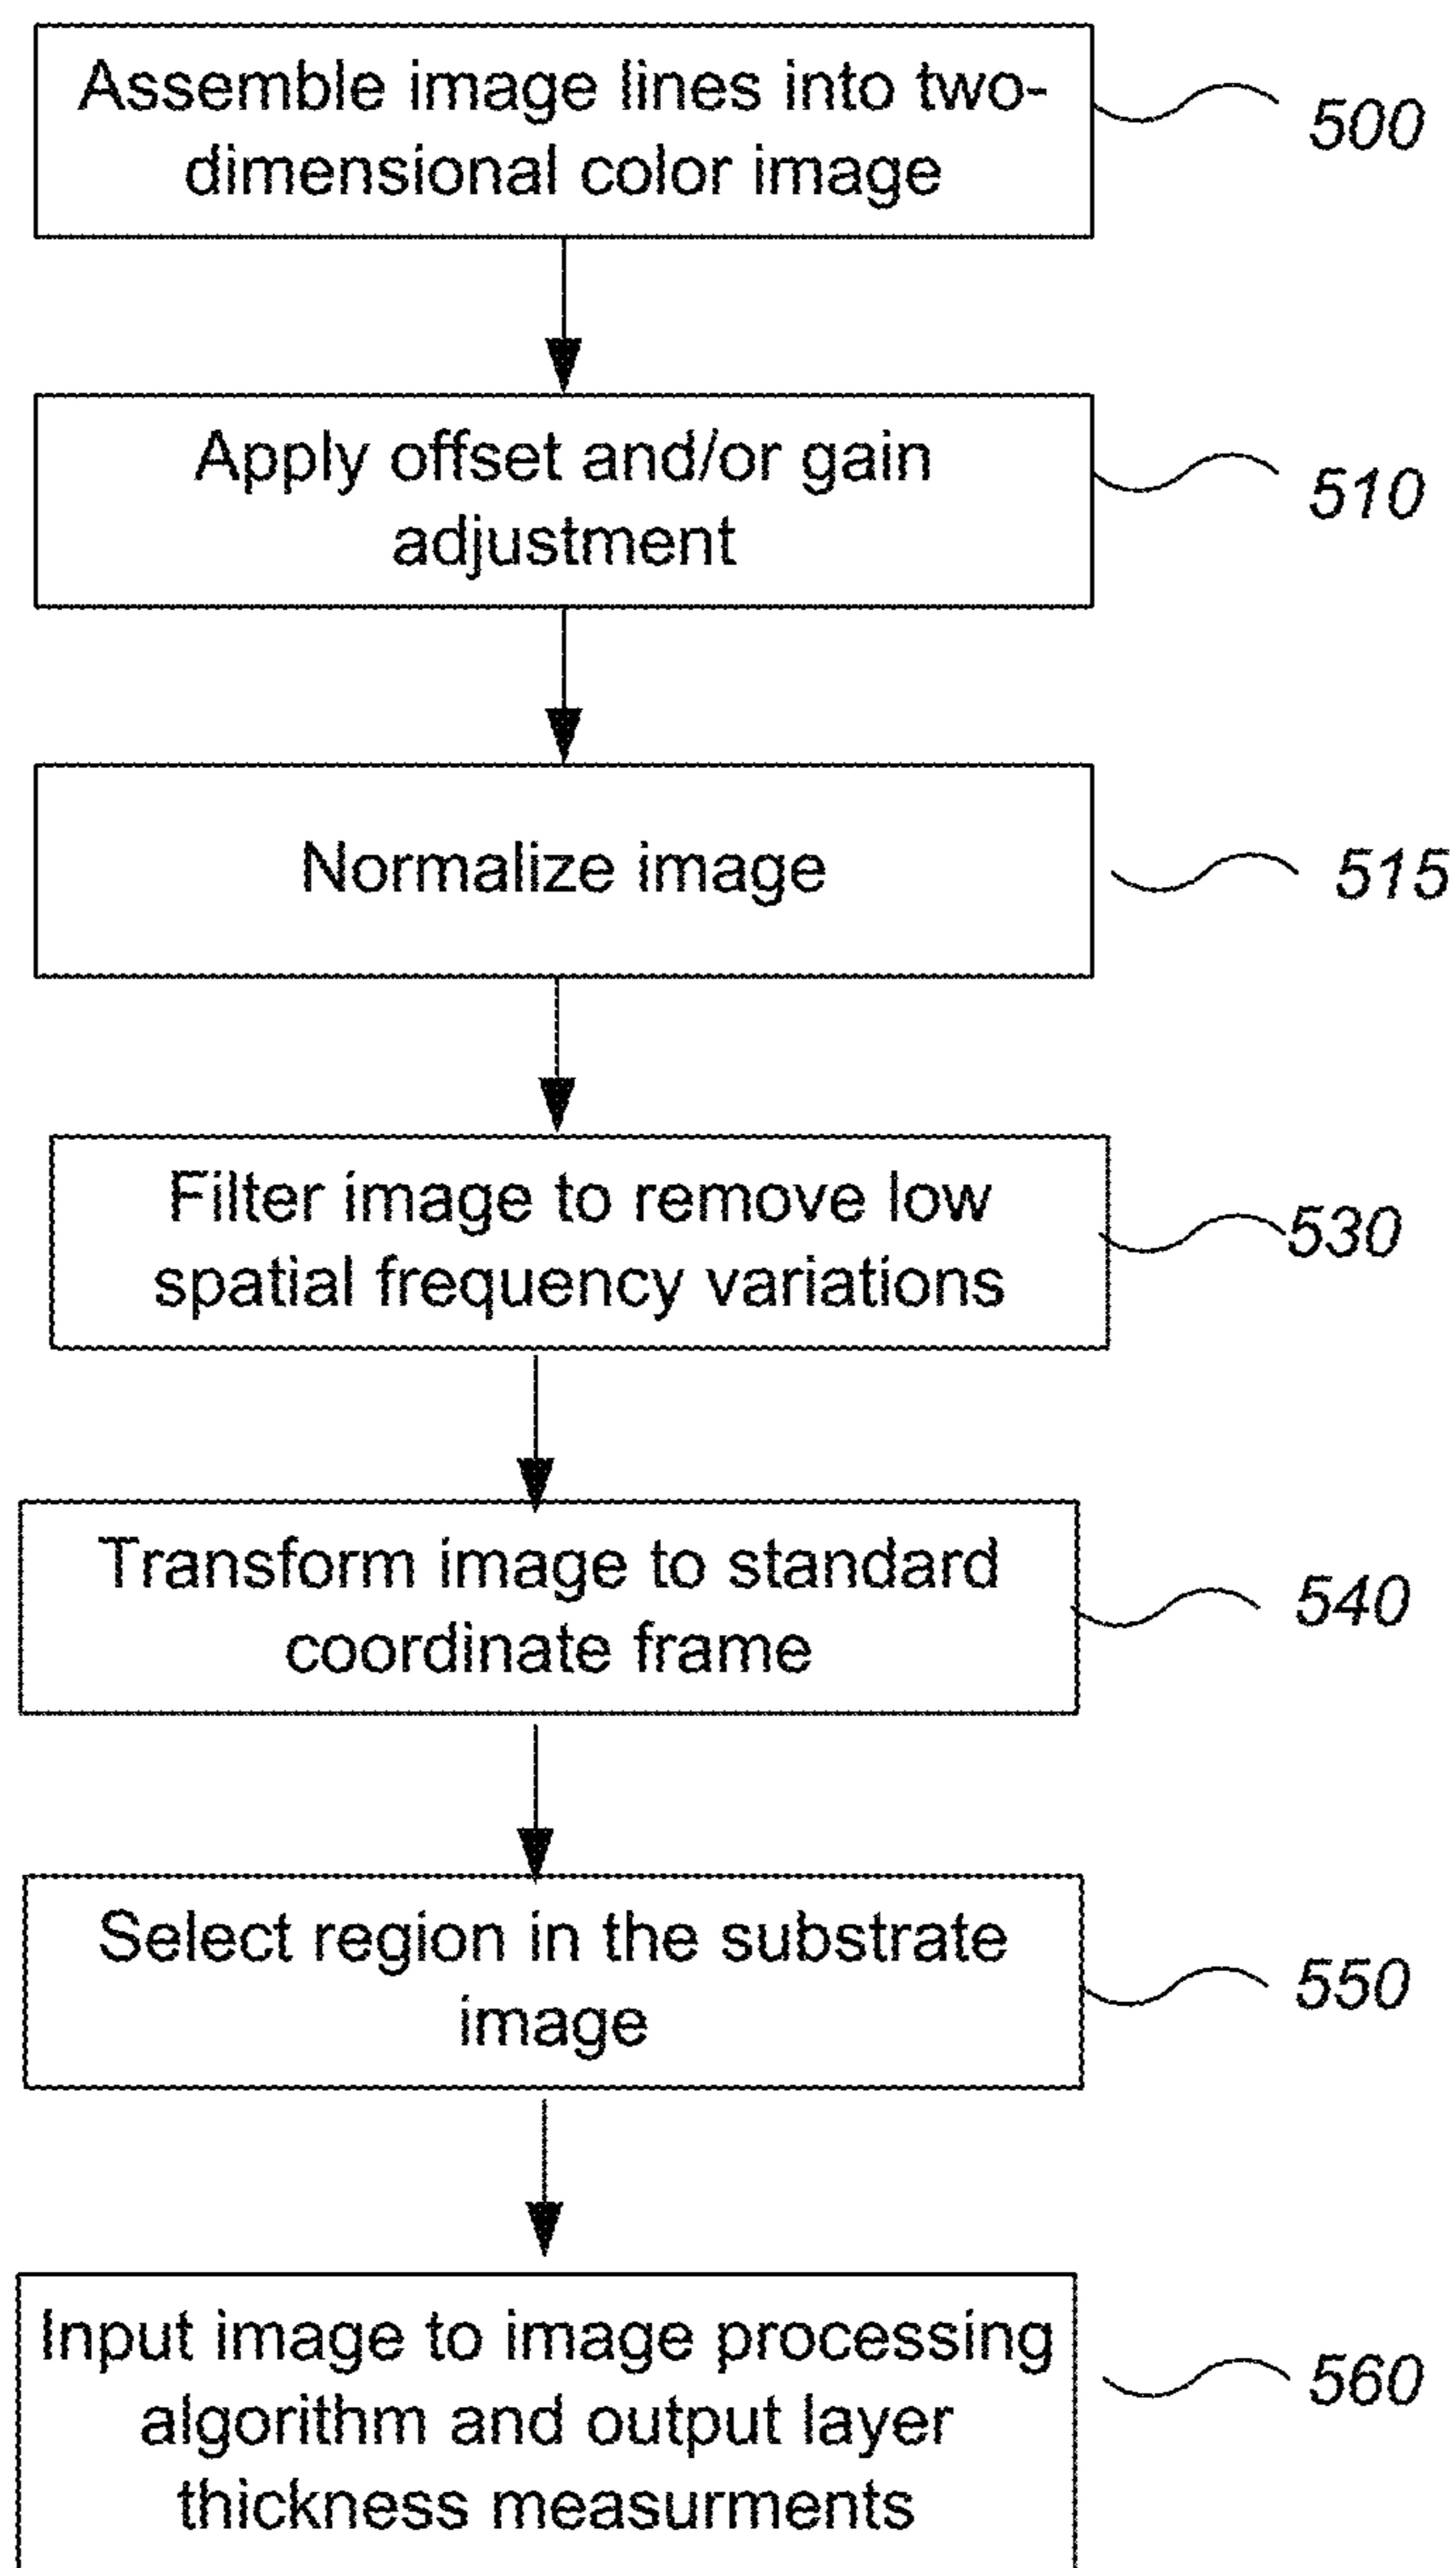 Assemble image lines into two-
dimensional color image
500
Apply offset and/or gain
adjustment
510
Normalize image
515
Filter image to remove low
spatial frequency variations
530
Transform image to standard
coordinate frame
540
Select region in the substrate
image
550
Input image to image processing
algorithm and output layer
thickness measurments
560